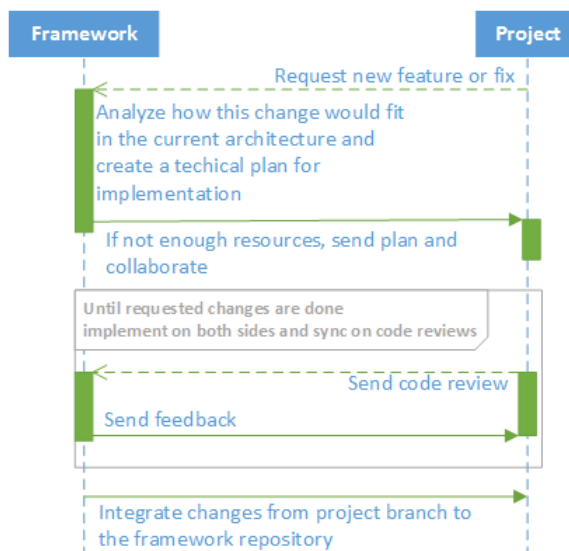 Framework
Project
Request new feature or fix
Analyze how this change would fit
in the current architecture and
create a techical plan for
implementation
If not enough resources, send plan and
collaborate
Until requested changes are done
implement on both sides and sync on code reviews
Send code review
Send feedback
Integrate changes from project branch to
the framework repository